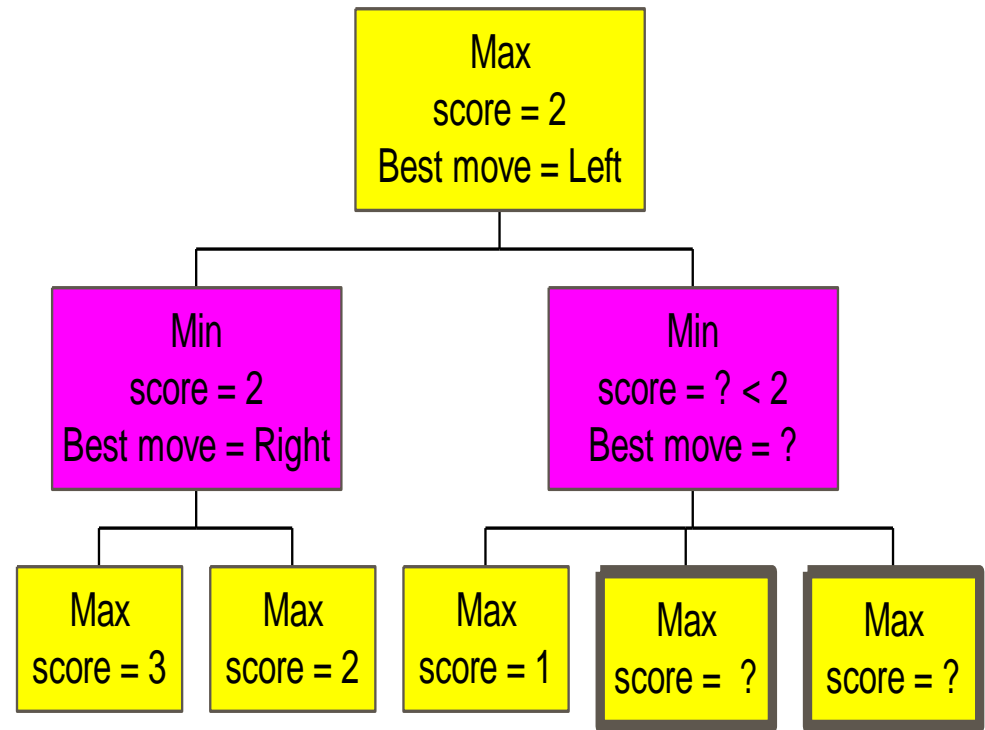 Max
score = 2
Best move = Left
Min
score = 2
Best move = Right
Min
score = ? < 2
Best move = ?
Max
score = 3
Max
score = 2
Max
score = 1
Max
score = ?
Max
score = ?